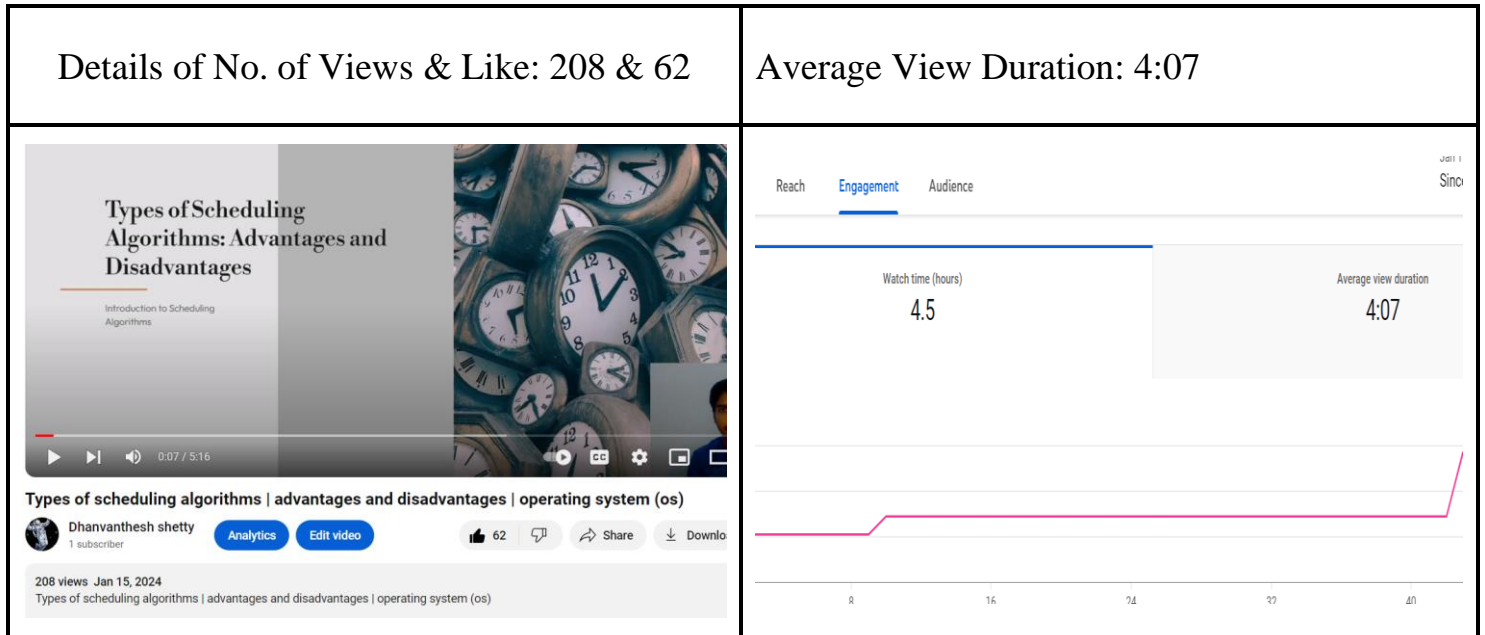 Details of No. of Views & Like: 208 & 62
Average View Duration: 4:07
Types of Scheduling
Algorithms: Advantages and
Disadvantages
Introduction to Scheduling
Algorithms
0:07 / 5:16
CC
Types of scheduling algorithms | advantages and disadvantages | operating system (os)
Dhanvanthesh shetty
1 subscriber
Analytics
Edit video
62
Share
Downlo
208 views Jan 15, 2024
Types of scheduling algorithms | advantages and disadvantages | operating system (os)
Reach
Engagement
Audience
Sinc
Watch time (hours)
4.5
Average view duration
4:07
8 16 24 32 40